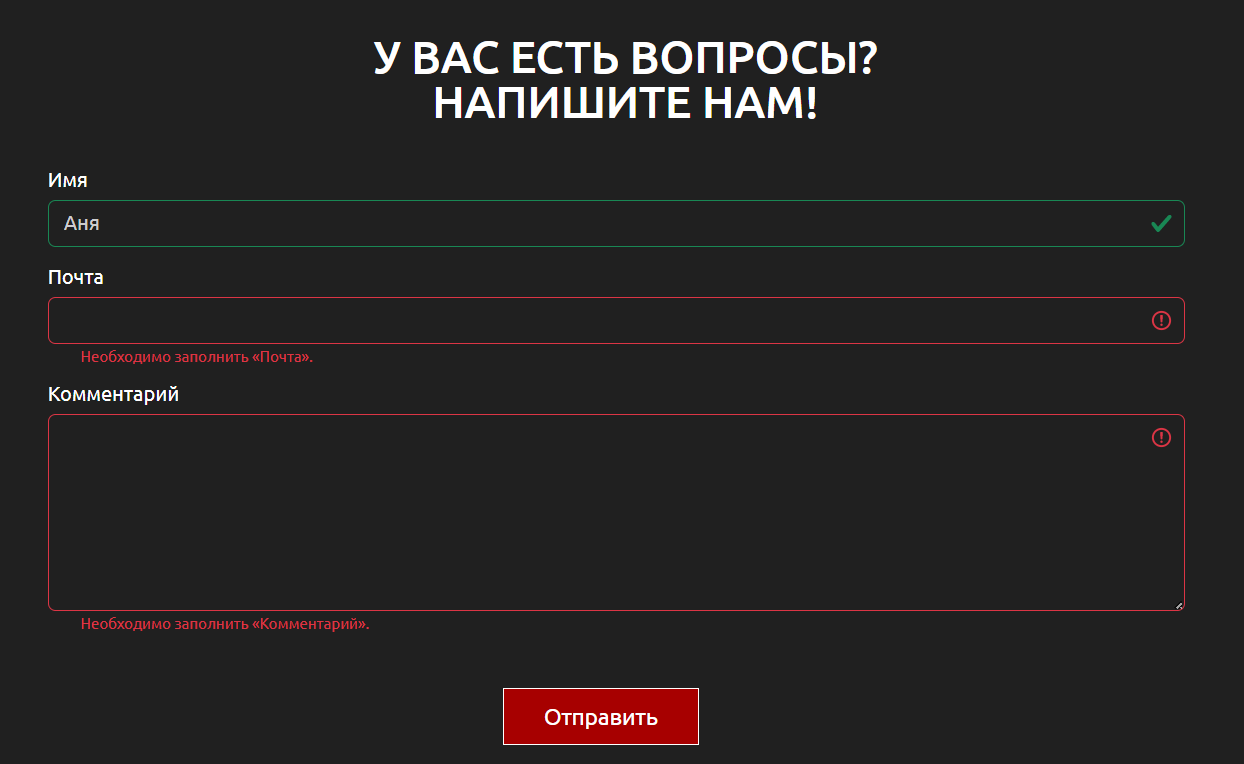 У ВАС ЕСТЬ ВОПРОСЫ?
НАПИШИТЕ НАМ!
Имя
Аня
Почта
Необходимо заполнить «Почта».
Комментарий
Необходимо заполнить «Комментарий».
Отправить